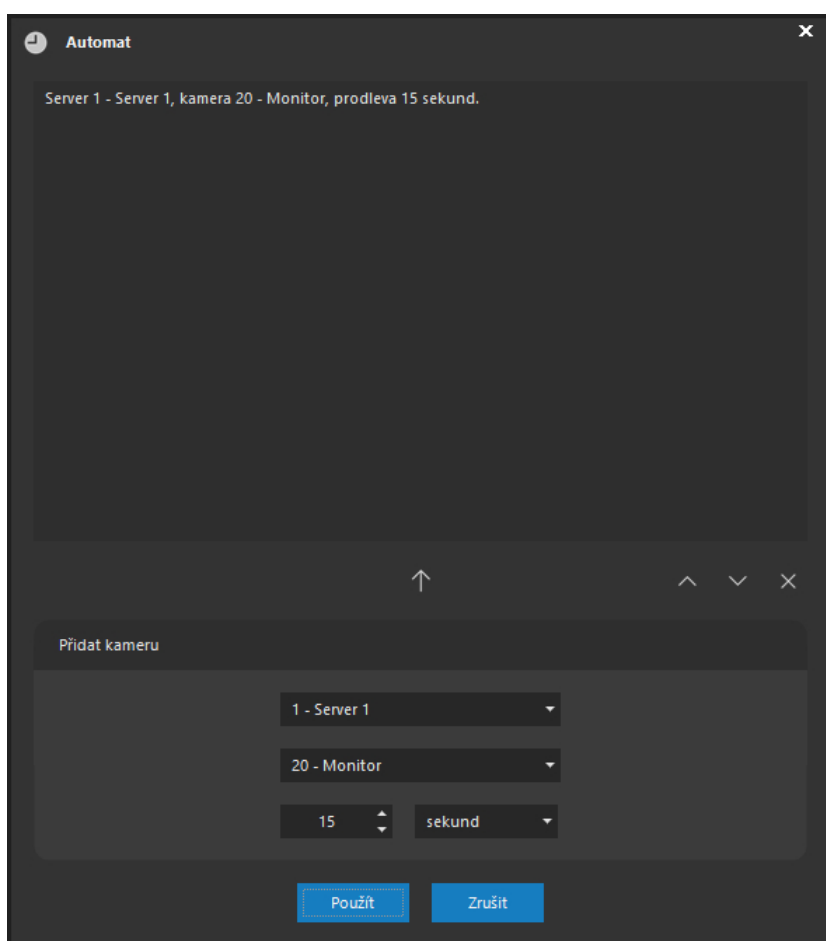 Automat
Server 1 - Server 1, kamera 20 - Monitor, prodleva 15 sekund.
Přidat kameru
1 - Server 1
20 - Monitor
15 sekund
Použít Zrušit